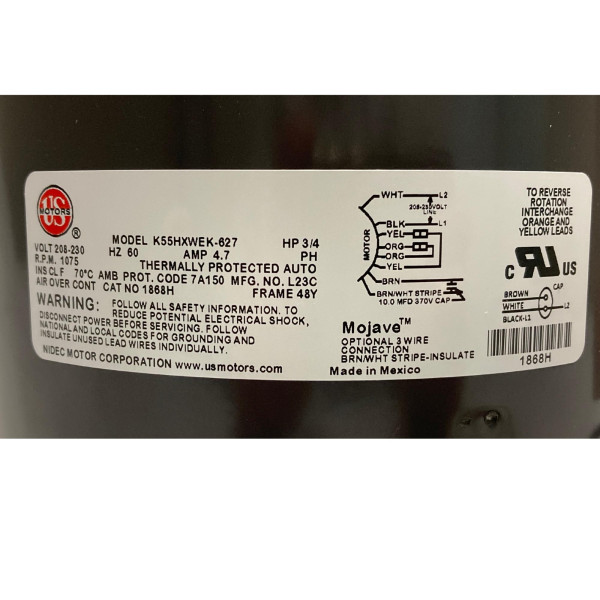 US
MOTORS
®
MODEL K55HXWEK-627 HP 3/4
VOLT 208-230 HZ 60 AMP 4.7 PH
R.P.M. 1075 THERMALLY PROTECTED AUTO
INS CL F 70°C AMB PROT. CODE 7A150 MFG. NO. L23C
AIR OVER CONT CAT NO 1868H FRAME 48Y
WARNING: FOLLOW ALL SAFETY INFORMATION. TO
REDUCE POTENTIAL ELECTRICAL SHOCK,
DISCONNECT POWER BEFORE SERVICING. FOLLOW
NATIONAL AND LOCAL CODES FOR GROUNDING AND
INSULATE UNUSED LEAD WIRES INDIVIDUALLY.
NIDEC MOTOR CORPORATION www.usmotors.com
MOTOR
WHT L2
208-230VOLT
LINE
BLK L1
YEL
ORG
ORG
YEL
BRN
BRN/WHT STRIPE
10.0 MFD 370V CAP
Mojave™
OPTIONAL 3 WIRE
CONNECTION
BRN/WHT STRIPE-INSULATE
Made in Mexico
TO REVERSE
ROTATION
INTERCHANGE
ORANGE AND
YELLOW LEADS
C RU US
BROWN CAP
WHITE L2
BLACK-L1
1868H